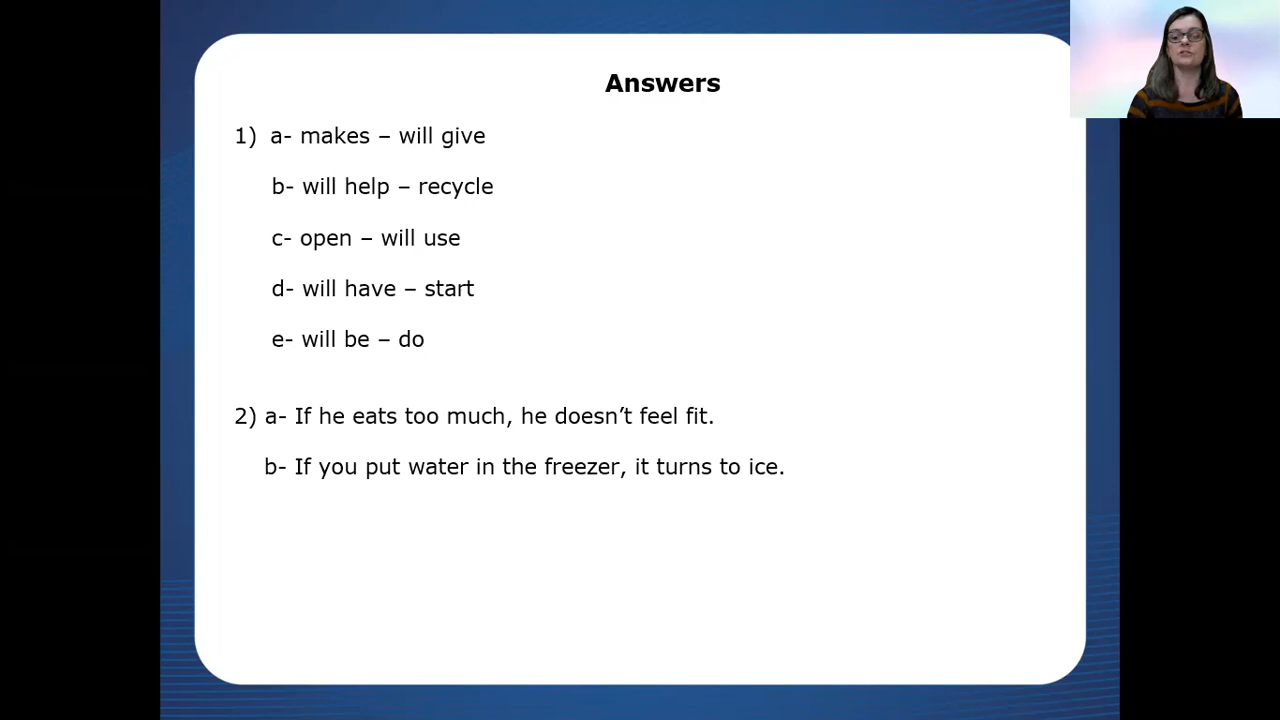 Answers
1) a- makes – will give
b- will help – recycle
c- open – will use
d- will have – start
e- will be – do
2) a- If he eats too much, he doesn’t feel fit.
b- If you put water in the freezer, it turns to ice.